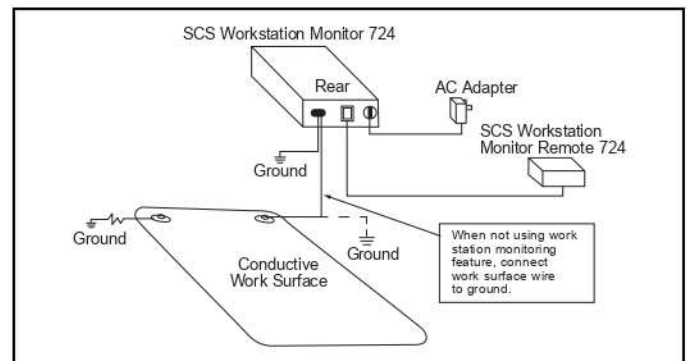 SCS Workstation Monitor 724
Rear
AC Adapter
SCS Workstation
Monitor Remote 724
Ground
Ground
Ground
Conductive
Work Surface
When not using work
station monitoring
feature, connect
work surface wire
to ground.